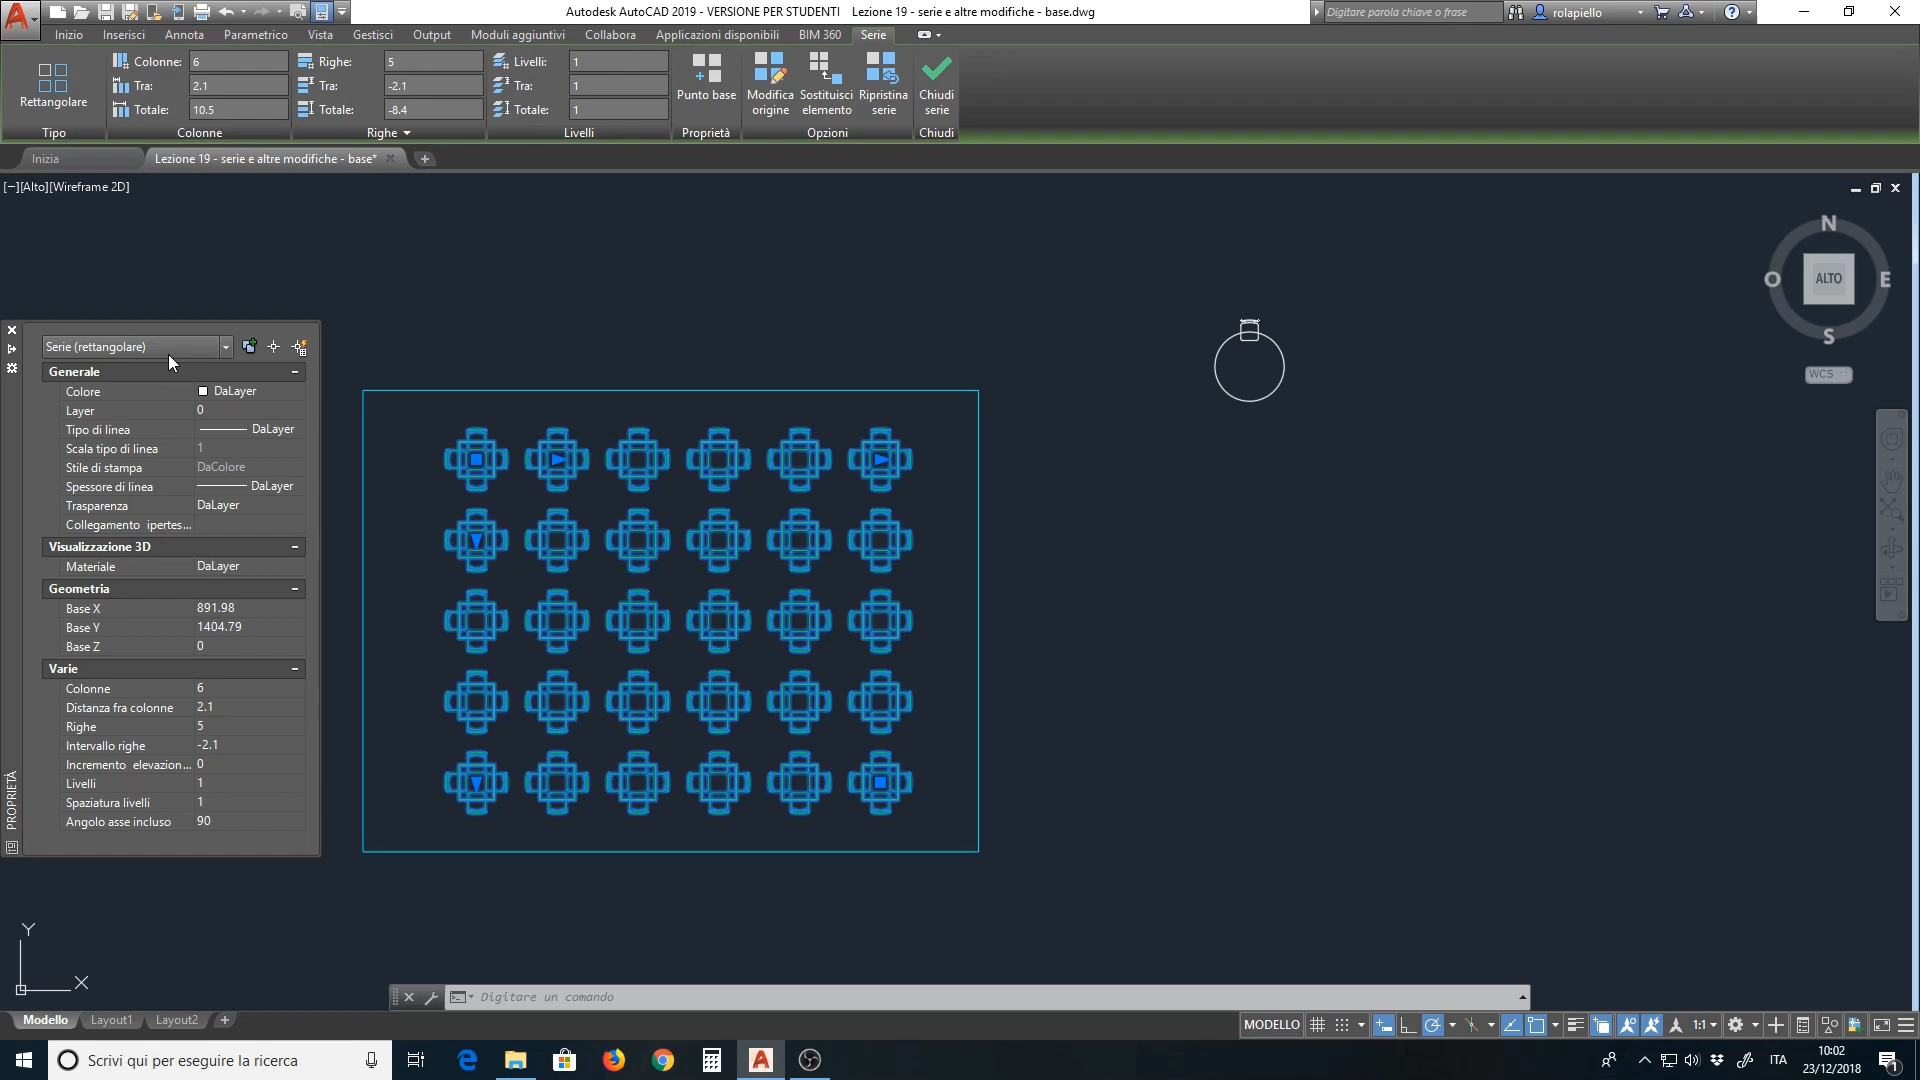 Autodesk AutoCAD 2019 - VERSIONE PER STUDENTI Lezione 19 - serie e altre modifiche - base.dwg
Digitare parola chiave o frase
rolapiello
Inizio Inserisci Annota Parametrico Vista Gestisci Output Moduli aggiuntivi Collabora Applicazioni disponibili BIM 360 Serie
Colonne: 6 Righe: 5 Livelli: 1
Tra: 2.1 Tra: -2.1 Tra: 1
Totale: 10.5 Totale: -8.4 Totale: 1
Rettangolare
Punto base
Modifica origine
Sostituisci elemento
Ripristina serie
Chiudi serie
Tipo Colonne Righe Livelli Proprietà Opzioni Chiudi
Inizia
Lezione 19 - serie e altre modifiche - base*
[−][Alto][Wireframe 2D]
N
O ALTO E
S
WCS
Serie (rettangolare)
Generale
Colore DaLayer
Layer 0
Tipo di linea DaLayer
Scala tipo di linea 1
Stile di stampa DaColore
Spessore di linea DaLayer
Trasparenza DaLayer
Collegamento ipertes...
Visualizzazione 3D
Materiale DaLayer
Geometria
Base X 891.98
Base Y 1404.79
Base Z 0
Varie
Colonne 6
Distanza fra colonne 2.1
Righe 5
Intervallo righe -2.1
Incremento elevazion... 0
Livelli 1
Spaziatura livelli 1
Angolo asse incluso 90
PROPRIETÀ
Y
X
Digitare un comando
Modello Layout1 Layout2
MODELLO 1:1
Scrivi qui per eseguire la ricerca
ITA
10:02
23/12/2018
1